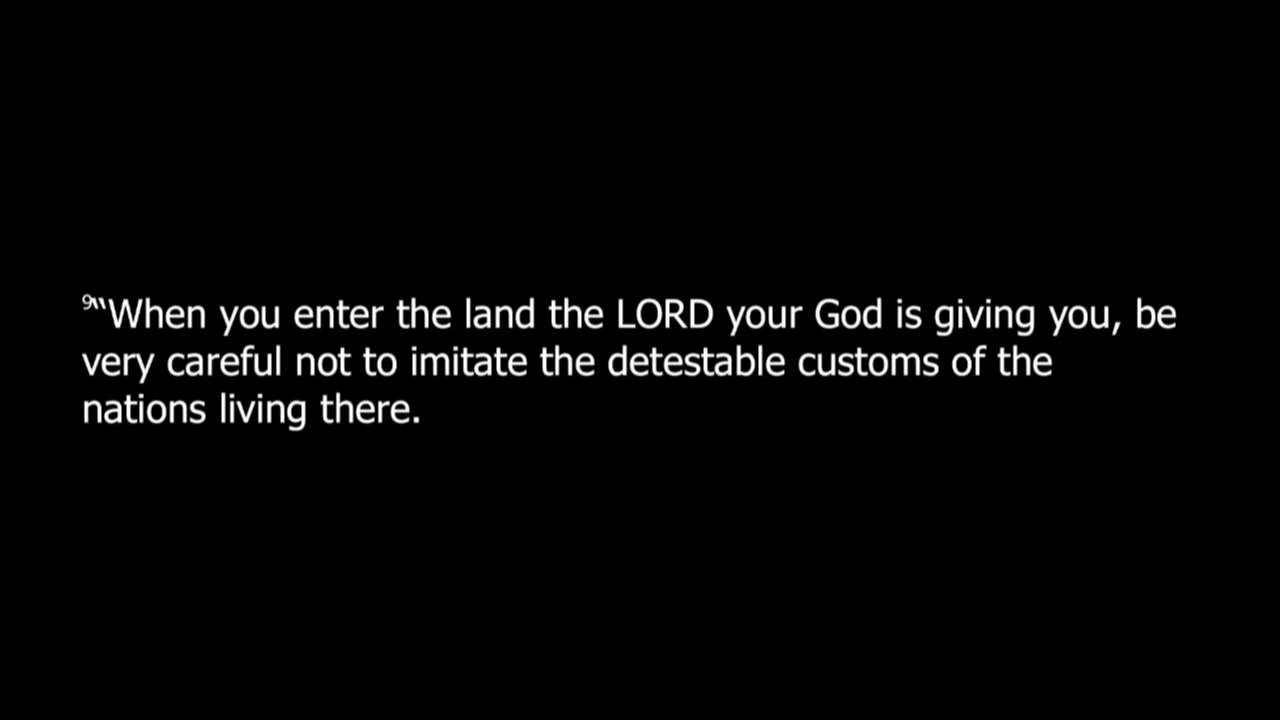 ⁹“When you enter the land the LORD your God is giving you, be
very careful not to imitate the detestable customs of the
nations living there.